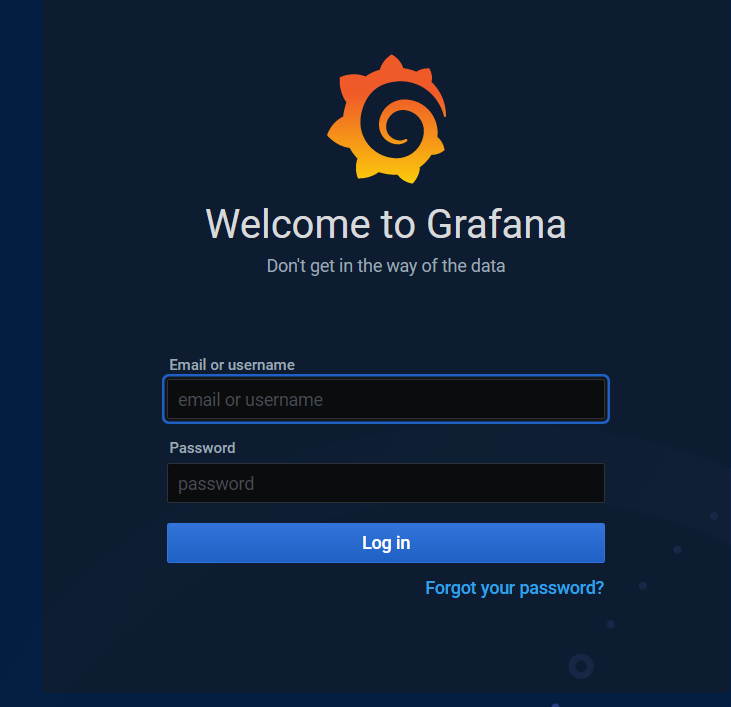 Welcome to Grafana
Don't get in the way of the data
Email or username
email or username
Password
password
Log in
Forgot your password?